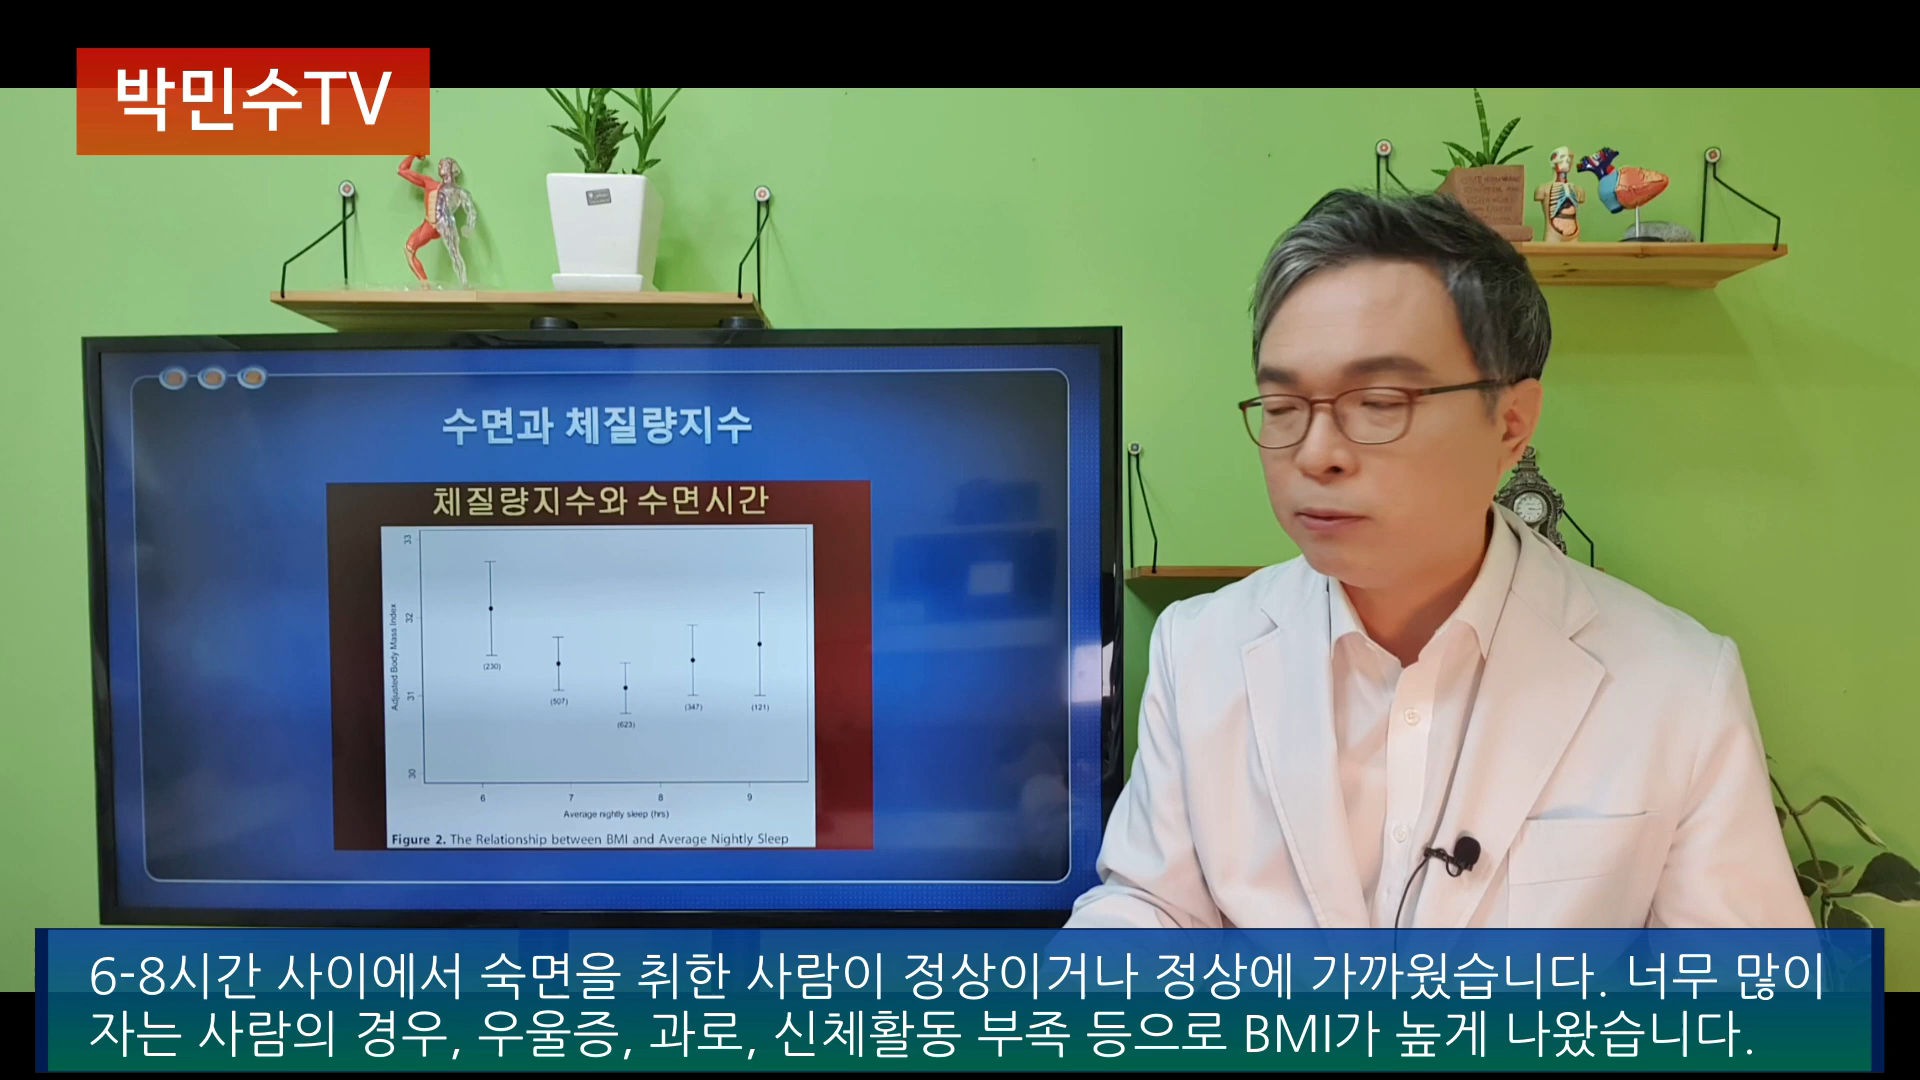 박민수TV
수면과 체질량지수
체질량지수와 수면시간
33
32
31
30
Adjusted Body Mass Index
(230)
(507)
(623)
(347)
(121)
6 7 8 9
Average nightly sleep (hrs)
Figure 2. The Relationship between BMI and Average Nightly Sleep
6-8시간 사이에서 숙면을 취한 사람이 정상이거나 정상에 가까웠습니다. 너무 많이
자는 사람의 경우, 우울증, 과로, 신체활동 부족 등으로 BMI가 높게 나왔습니다.